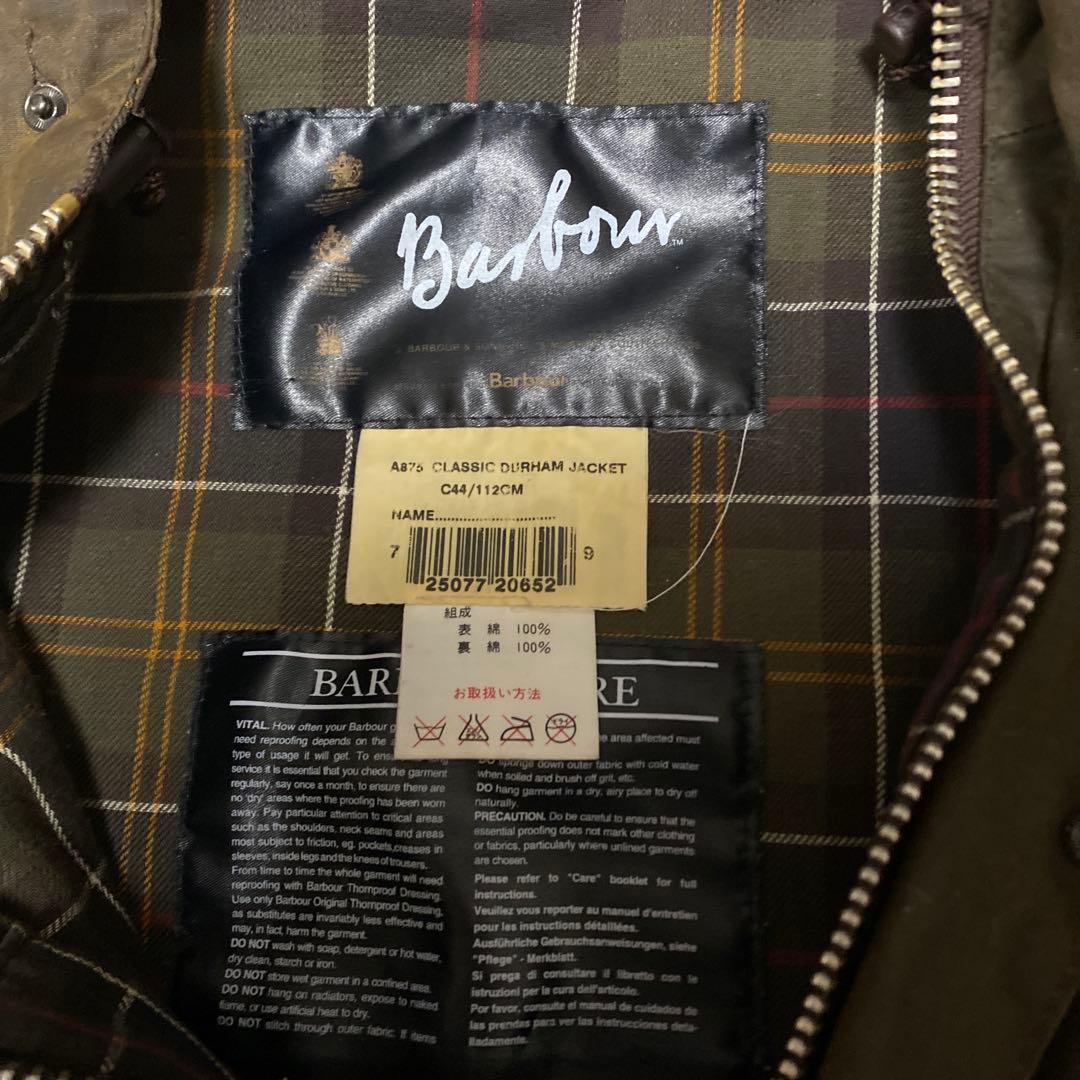 Barbour™
BARBOUR &
Barbour
A875 CLASSIC DURHAM JACKET
C44/112CM
NAME..............................
7 25077 20652 9
組成
表 綿 100%
裏 綿 100%
お取扱い方法
ドライ
BAR
RE
VITAL. How often your Barbour
need reproofing depends on the
type of usage it will get. To
service it is essential that you check the garment
regularly, say once a month, to ensure there are
no 'dry' areas where the proofing has been worn
away. Pay particular attention to critical areas
such as the shoulders, neck seams and areas
most subject to friction, eg. pockets,creases in
sleeves, inside legs and the knees of trousers.
From time to time the whole garment will need
reproofing with Barbour Thornproof Dressing.
Use only Barbour Original Thornproof Dressing,
as substitutes are invariably less effective and
may, in fact, harm the garment.
DO NOT wash with soap, detergent or hot water,
dry clean, starch or iron.
DO NOT store wet garment in a confined area.
DO NOT hang on radiators, expose to naked
flame, or use artificial heat to dry.
DO NOT stitch through outer fabric. If items
area affected must
DO sponge down outer fabric with cold water
when soiled and brush off grit, etc.
DO hang garment in a dry, airy place to dry off
naturally.
PRECAUTION. Do be careful to ensure that the
essential proofing does not mark other clothing
or fabrics, particularly where unlined garments
are chosen.
Please refer to "Care" booklet for full
instructions.
Veuillez vous reporter au manuel d'entretien
pour les instructions détaillées.
Ausführliche Gebrauchsanweisungen, siehe
"Pflege" - Merkblatt.
Si prega di consultare il libretto con le
istruzioni per la cura dell'articolo.
Por favor, consulte el manual de cuidados de
las prendas para ver las instrucciones deta-
lladamente.